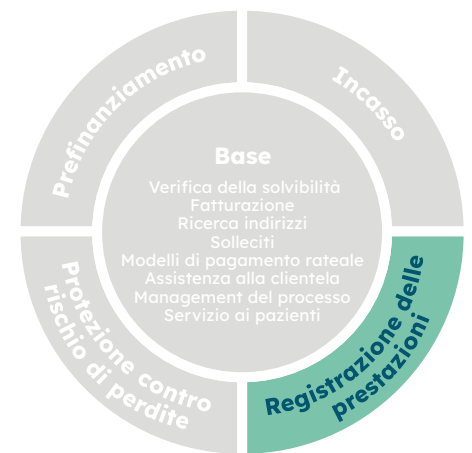 Prefinanziamento
Incasso
Base
Verifica della solvibilità
Fatturazione
Ricerca indirizzi
Solleciti
Modelli di pagamento rateale
Assistenza alla clientela
Management del processo
Servizio ai pazienti
Protezione contro
rischio di perdite
Registrazione delle
prestazioni